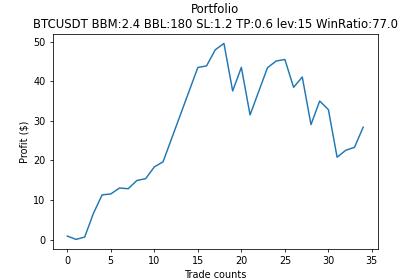 Portfolio
BTCUSDT BBM:2.4 BBL:180 SL:1.2 TP:0.6 lev:15 WinRatio:77.0
50
40
30
20
10
0
Profit ($)
0 5 10 15 20 25 30 35
Trade counts